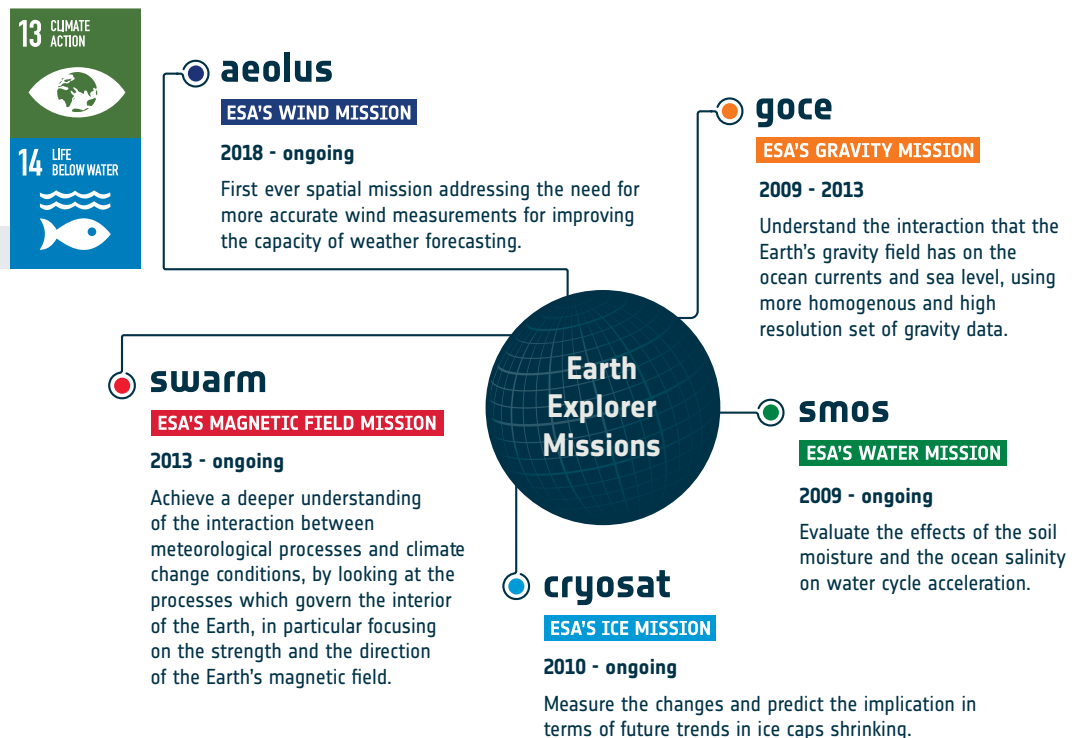 13 CLIMATE
ACTION
14 LIFE
BELOW WATER
aeolus
ESA'S WIND MISSION
2018 - ongoing
First ever spatial mission addressing the need for
more accurate wind measurements for improving
the capacity of weather forecasting.
goce
ESA'S GRAVITY MISSION
2009 - 2013
Understand the interaction that the
Earth's gravity field has on the
ocean currents and sea level, using
more homogenous and high
resolution set of gravity data.
Earth
Explorer
Missions
swarm
ESA'S MAGNETIC FIELD MISSION
2013 - ongoing
Achieve a deeper understanding
of the interaction between
meteorological processes and climate
change conditions, by looking at the
processes which govern the interior
of the Earth, in particular focusing
on the strength and the direction
of the Earth's magnetic field.
smos
ESA'S WATER MISSION
2009 - ongoing
Evaluate the effects of the soil
moisture and the ocean salinity
on water cycle acceleration.
cryosat
ESA'S ICE MISSION
2010 - ongoing
Measure the changes and predict the implication in
terms of future trends in ice caps shrinking.